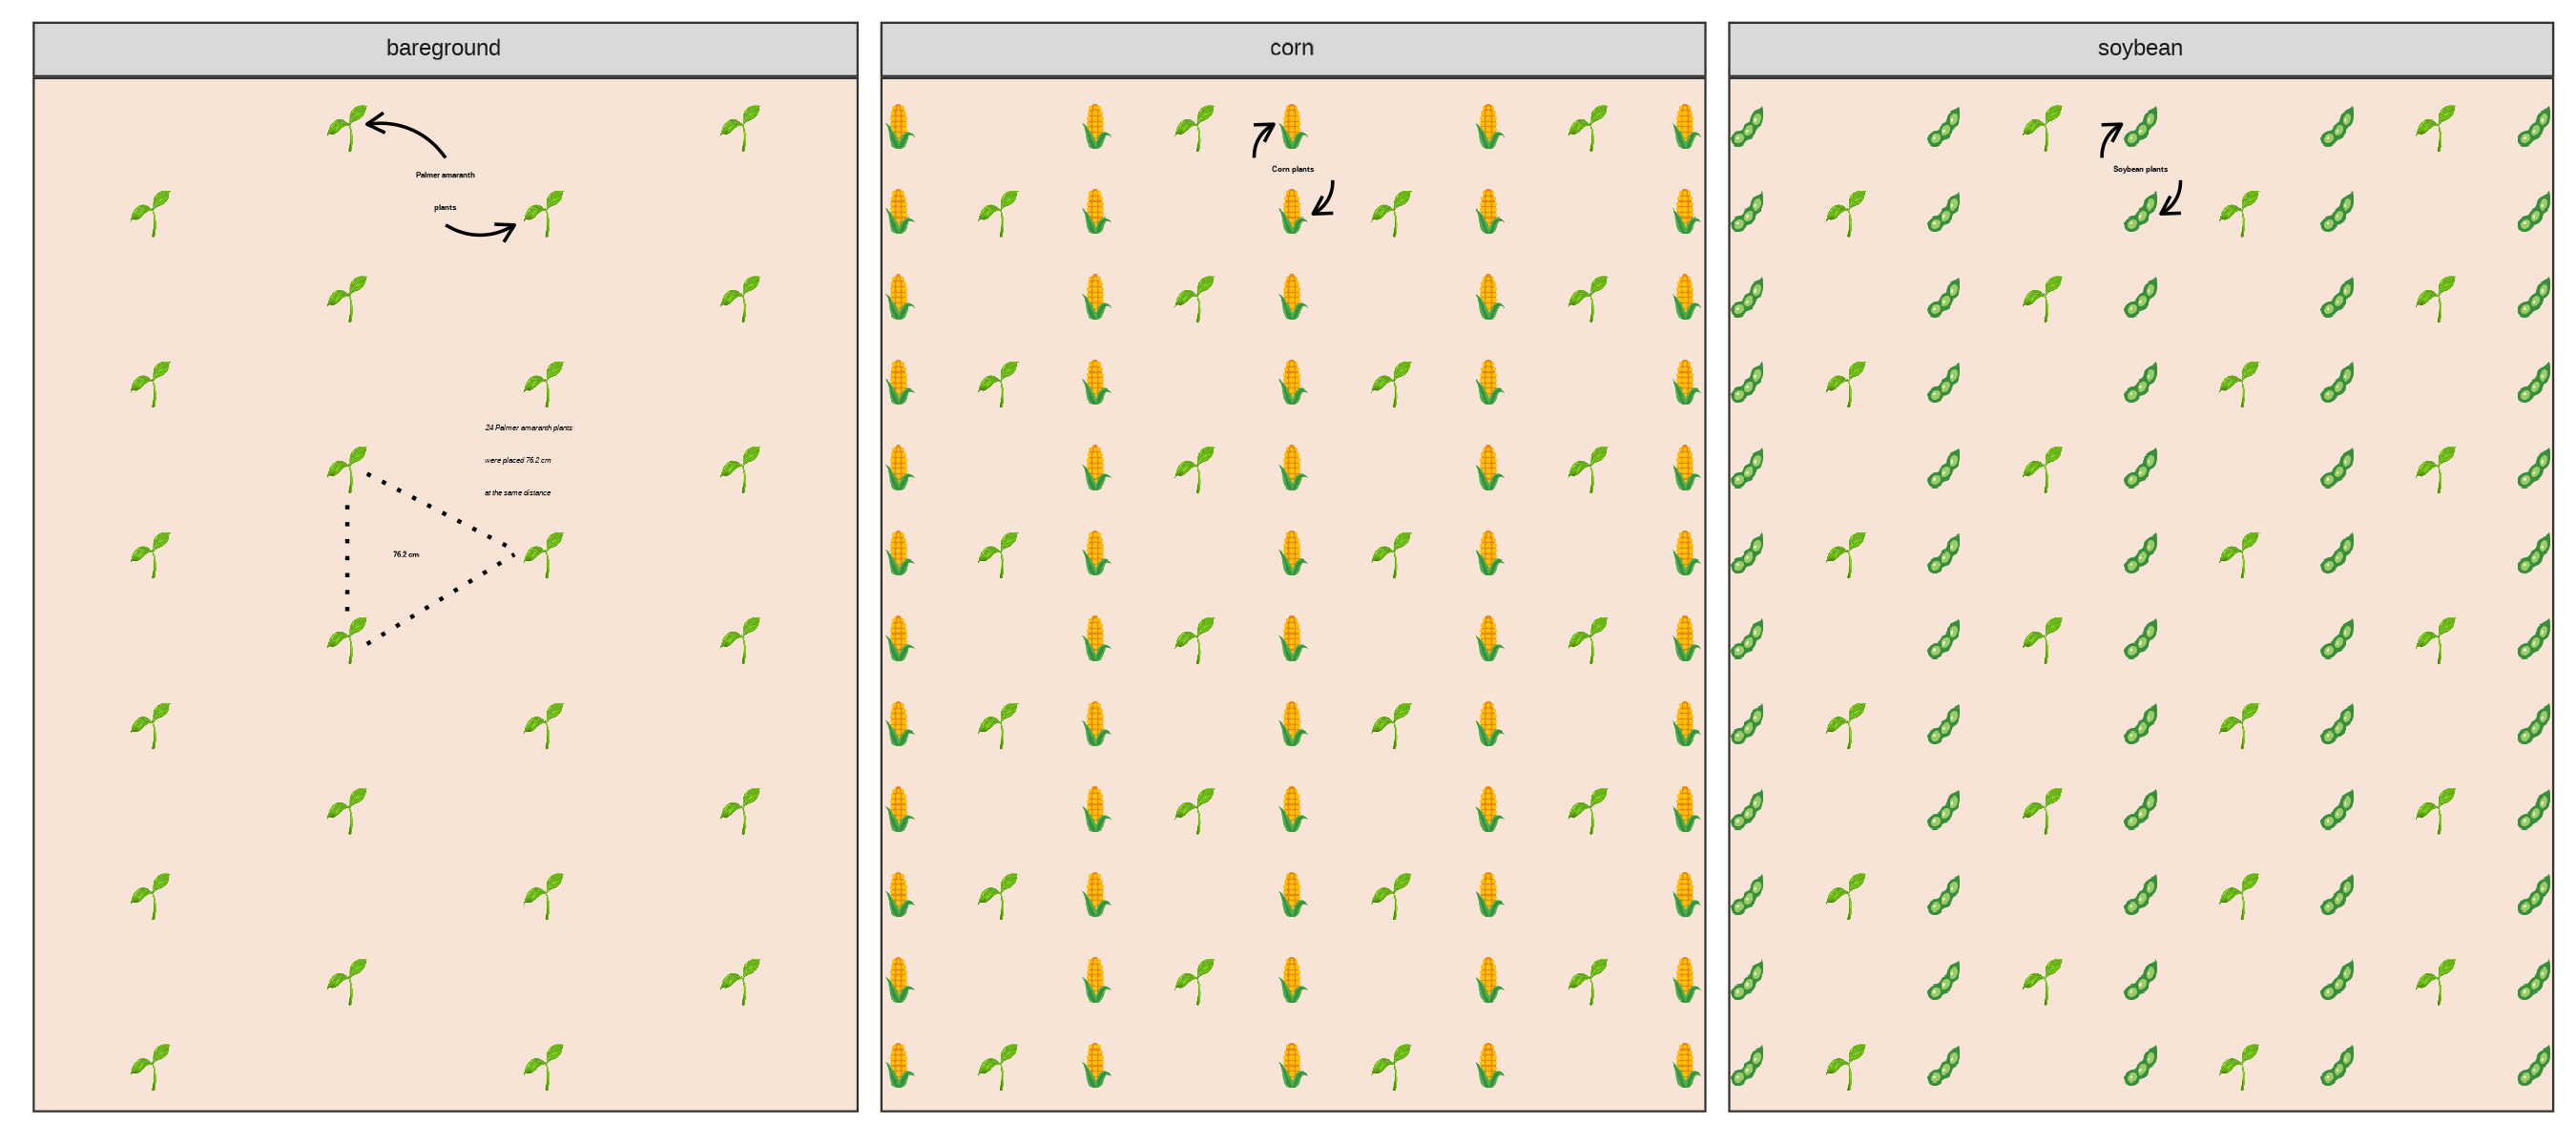 bareground
corn
soybean
Palmer amaranth
plants
Corn plants
Soybean plants
24 Palmer amaranth plants
were placed 76.2 cm
at the same distance
76.2 cm